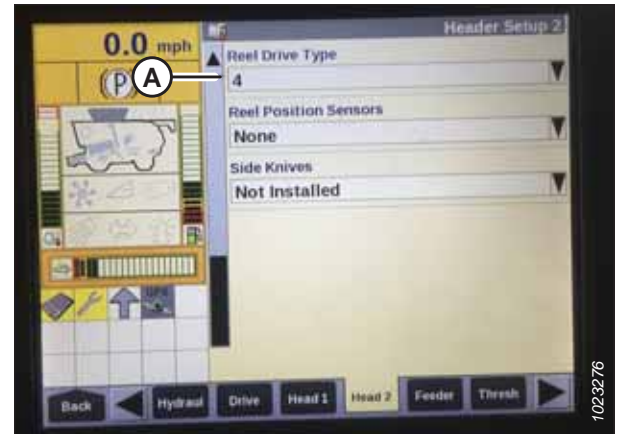 Header Setup 2
0.0 mph
Reel Drive Type
(P)
A
4
Reel Position Sensors
None
Side Knives
Not Installed
Back
Hydraul
Drive
Head 1
Head 2
Feeder
Thresh
1023276